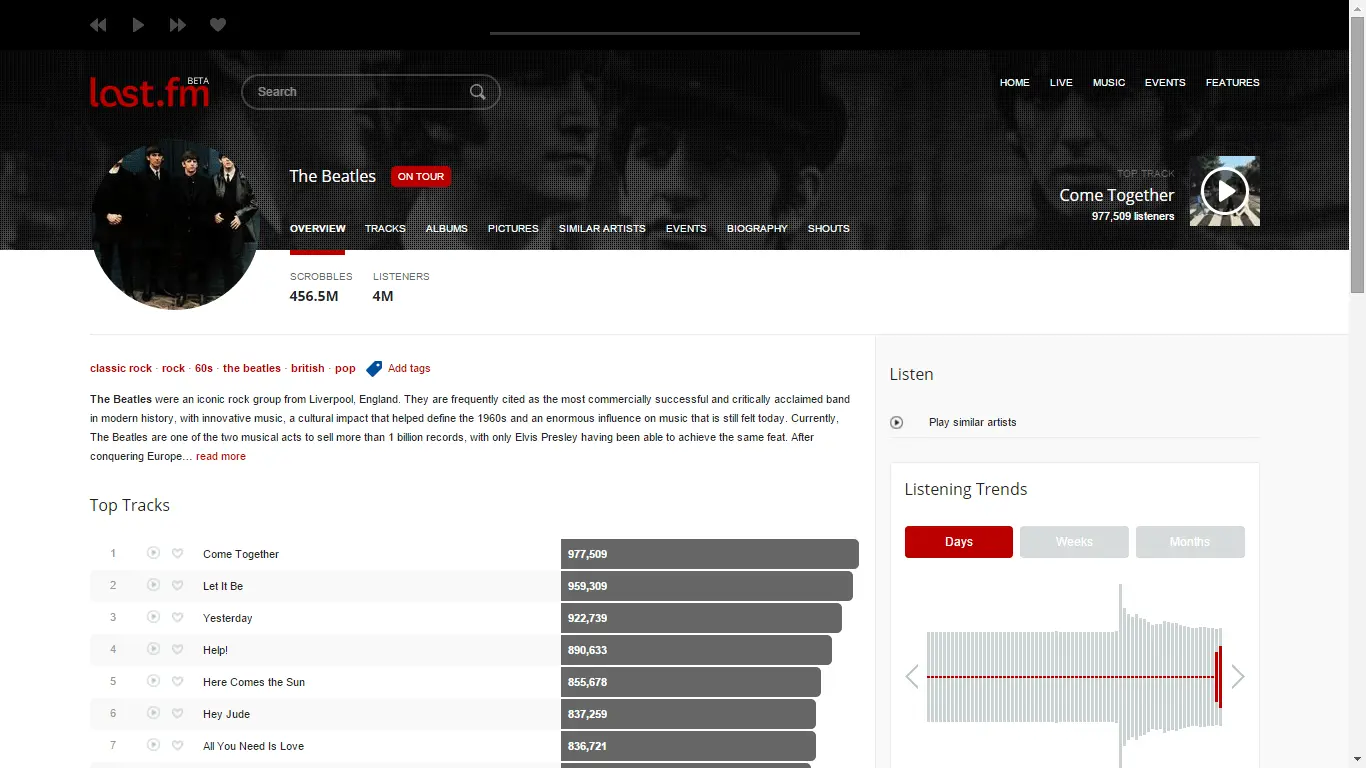 last.fm
BETA
Search
HOME LIVE MUSIC EVENTS FEATURES
The Beatles ON TOUR
TOP TRACK
Come Together
977,509 listeners
OVERVIEW TRACKS ALBUMS PICTURES SIMILAR ARTISTS EVENTS BIOGRAPHY SHOUTS
SCROBBLES LISTENERS
456.5M 4M
classic rock · rock · 60s · the beatles · british · pop Add tags
The Beatles were an iconic rock group from Liverpool, England. They are frequently cited as the most commercially successful and critically acclaimed band
in modern history, with innovative music, a cultural impact that helped define the 1960s and an enormous influence on music that is still felt today. Currently,
The Beatles are one of the two musical acts to sell more than 1 billion records, with only Elvis Presley having been able to achieve the same feat. After
conquering Europe… read more
Top Tracks
1 Come Together 977,509
2 Let It Be 959,309
3 Yesterday 922,739
4 Help! 890,633
5 Here Comes the Sun 855,678
6 Hey Jude 837,259
7 All You Need Is Love 836,721
Listen
Play similar artists
Listening Trends
Days Weeks Months